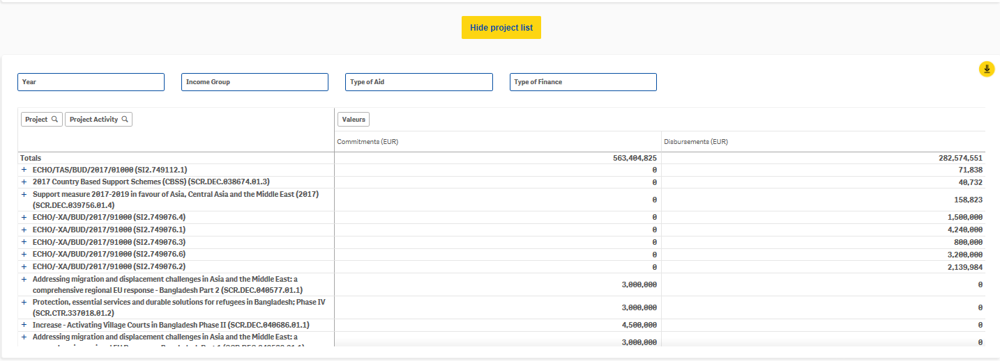 Hide project list
Year Income Group Type of Aid Type of Finance
Project Project Activity Valeurs
Commitments (EUR) Disbursements (EUR)
Totals 563,404,825 282,574,551
+ ECHO/TAS/BUD/2017/01000 (SI2.749112.1) 0 71,838
+ 2017 Country Based Support Schemes (CBSS) (SCR.DEC.038674.01.3) 0 40,732
+ Support measure 2017-2019 in favour of Asia, Central Asia and the Middle East (2017)
(SCR.DEC.039756.01.4) 0 158,823
+ ECHO/-XA/BUD/2017/91000 (SI2.749076.4) 0 1,500,000
+ ECHO/-XA/BUD/2017/91000 (SI2.749076.1) 0 4,240,000
+ ECHO/-XA/BUD/2017/91000 (SI2.749076.3) 0 800,000
+ ECHO/-XA/BUD/2017/91000 (SI2.749076.6) 0 3,200,000
+ ECHO/-XA/BUD/2017/91000 (SI2.749076.2) 0 2,139,984
+ Addressing migration and displacement challenges in Asia and the Middle East: a
comprehensive regional EU response - Bangladesh Part 2 (SCR.DEC.040577.01.1) 3,000,000 0
+ Protection, essential services and durable solutions for refugees in Bangladesh; Phase IV
(SCR.CTR.337018.01.2) 3,000,000 0
+ Increase - Activating Village Courts in Bangladesh Phase II (SCR.DEC.040686.01.1) 4,500,000 0
+ Addressing migration and displacement challenges in Asia and the Middle East: a
3,000,000 0